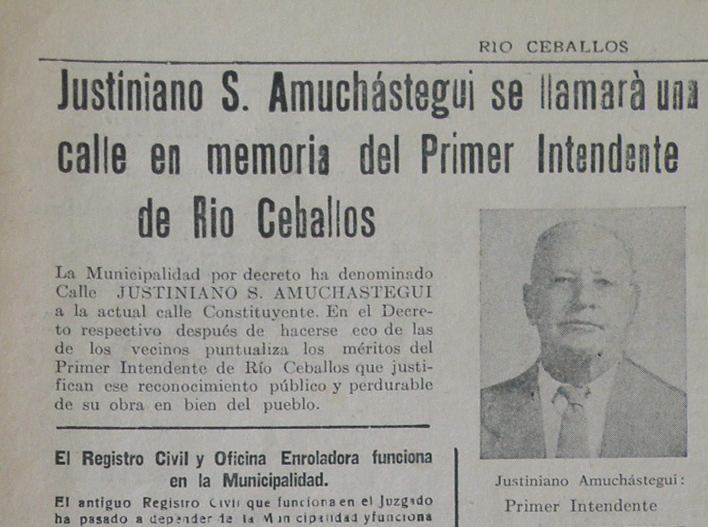 RIO CEBALLOS
Justiniano S. Amuchástegui se llamarà una
calle en memoria del Primer Intendente
de Rio Ceballos
La Municipalidad por decreto ha denominado
Calle JUSTINIANO S. AMUCHASTEGUI
a la actual calle Constituyente. En el Decre-
to respectivo después de hacerse eco de las
de los vecinos puntualiza los méritos del
Primer Intendente de Río Ceballos que justi-
fican ese reconocimiento público y perdurable
de su obra en bien del pueblo.
El Registro Civil y Oficina Enroladora funciona
en la Municipalidad.
El antiguo Registro Civil que funciona en el Juzgado
ha pasado a depender de la Municipalidad y funciona
Justiniano Amuchástegui:
Primer Intendente